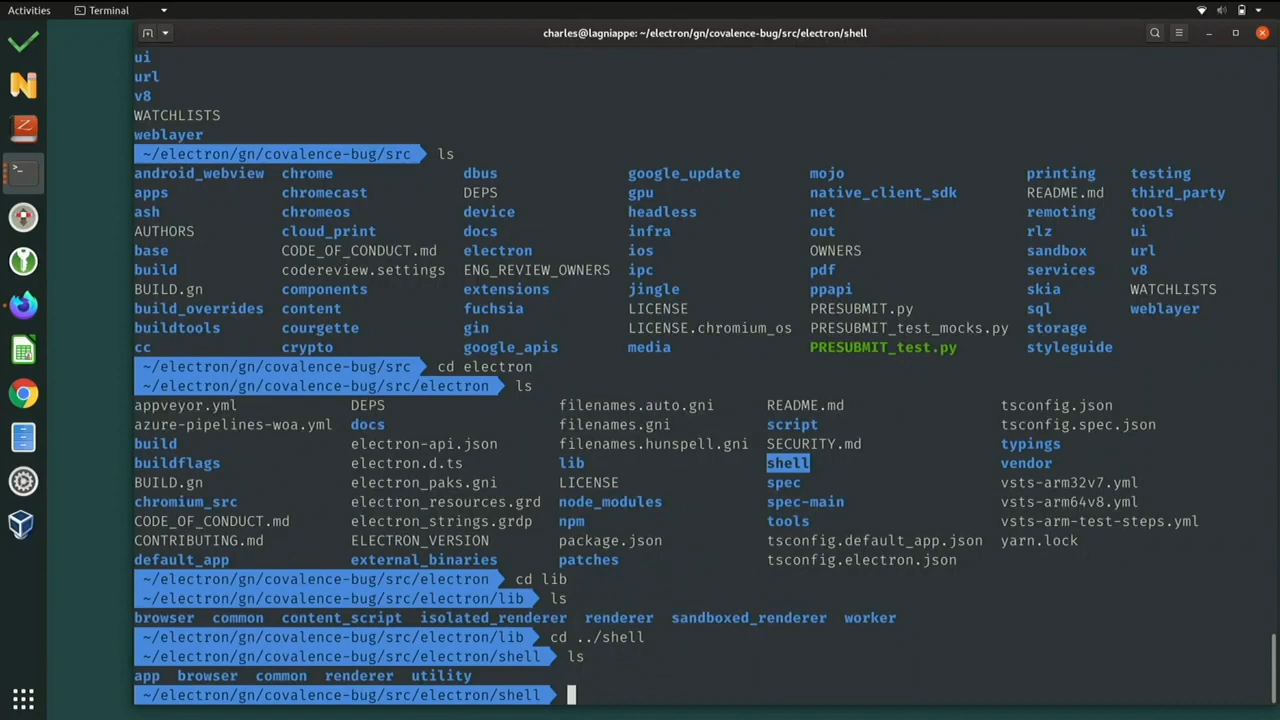 Activities Terminal
charles@lagniappe: ~/electron/gn/covalence-bug/src/electron/shell
ui
url
v8
WATCHLISTS
weblayer
~/electron/gn/covalence-bug/src ls
android_webview chrome dbus google_update mojo printing testing
apps chromecast DEPS gpu native_client_sdk README.md third_party
ash chromeos device headless net remoting tools
AUTHORS cloud_print docs infra out rlz ui
base CODE_OF_CONDUCT.md electron ios OWNERS sandbox url
build codereview.settings ENG_REVIEW_OWNERS ipc pdf services v8
BUILD.gn components extensions jingle ppapi skia WATCHLISTS
build_overrides content fuchsia LICENSE PRESUBMIT.py sql weblayer
buildtools courgette gin LICENSE.chromium_os PRESUBMIT_test_mocks.py storage
cc crypto google_apis media PRESUBMIT_test.py styleguide
~/electron/gn/covalence-bug/src cd electron
~/electron/gn/covalence-bug/src/electron ls
appveyor.yml DEPS filenames.auto.gni README.md tsconfig.json
azure-pipelines-woa.yml docs filenames.gni script tsconfig.spec.json
build electron-api.json filenames.hunspell.gni SECURITY.md typings
buildflags electron.d.ts lib shell vendor
BUILD.gn electron_paks.gni LICENSE spec vsts-arm32v7.yml
chromium_src electron_resources.grd node_modules spec-main vsts-arm64v8.yml
CODE_OF_CONDUCT.md electron_strings.grdp npm tools vsts-arm-test-steps.yml
CONTRIBUTING.md ELECTRON_VERSION package.json tsconfig.default_app.json yarn.lock
default_app external_binaries patches tsconfig.electron.json
~/electron/gn/covalence-bug/src/electron cd lib
~/electron/gn/covalence-bug/src/electron/lib ls
browser common content_script isolated_renderer renderer sandboxed_renderer worker
~/electron/gn/covalence-bug/src/electron/lib cd ../shell
~/electron/gn/covalence-bug/src/electron/shell ls
app browser common renderer utility
~/electron/gn/covalence-bug/src/electron/shell